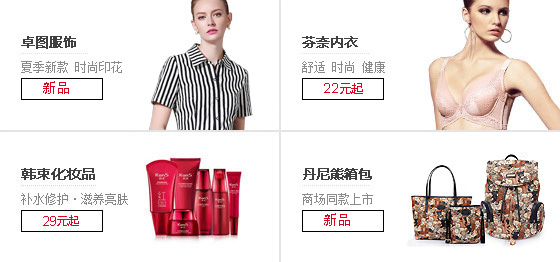 卓图服饰
夏季新款 时尚印花
新品
芬奈内衣
舒适 时尚 健康
22元起
韩束化妆品
补水修护·滋养亮肤
29元起
丹尼熊箱包
商场同款上市
新品